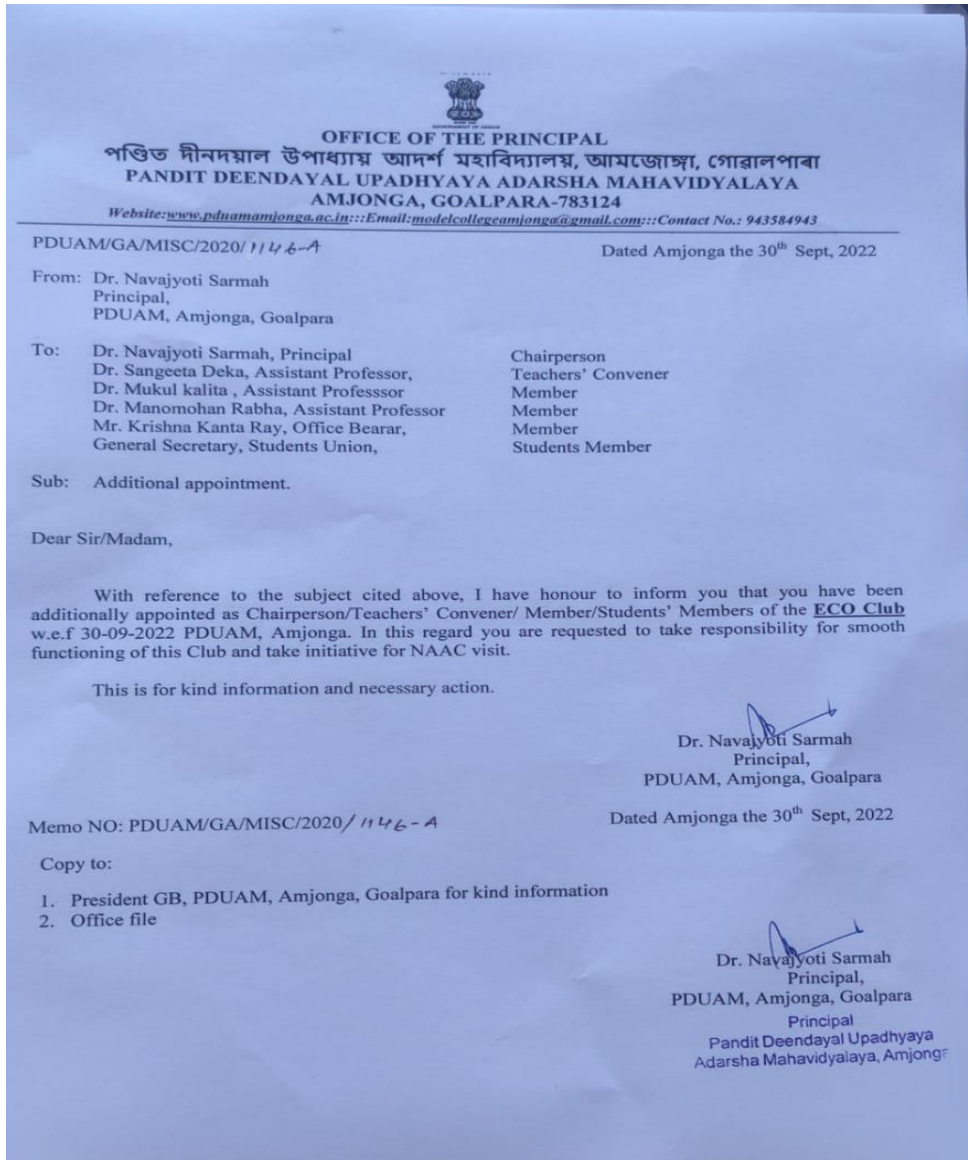 OFFICE OF THE PRINCIPAL
পণ্ডিত দীনদয়াল উপাধ্যায় আদৰ্শ মহাবিদ্যালয়, আমজোঙ্গা, গোৱালপাৰা
PANDIT DEENDAYAL UPADHYAYA ADARSHA MAHAVIDYALAYA
AMJONGA, GOALPARA-783124
Website:www.pduamamjonga.ac.in:::Email:modelcollegeamjonga@gmail.com:::Contact No.: 943584943
PDUAM/GA/MISC/2020/1146-A Dated Amjonga the 30th Sept, 2022
From: Dr. Navajyoti Sarmah
Principal,
PDUAM, Amjonga, Goalpara
To: Dr. Navajyoti Sarmah, Principal Chairperson
Dr. Sangeeta Deka, Assistant Professor, Teachers' Convener
Dr. Mukul kalita , Assistant Professsor Member
Dr. Manomohan Rabha, Assistant Professor Member
Mr. Krishna Kanta Ray, Office Bearar, Member
General Secretary, Students Union, Students Member
Sub: Additional appointment.
Dear Sir/Madam,
With reference to the subject cited above, I have honour to inform you that you have been
additionally appointed as Chairperson/Teachers' Convener/ Member/Students' Members of the ECO Club
w.e.f 30-09-2022 PDUAM, Amjonga. In this regard you are requested to take responsibility for smooth
functioning of this Club and take initiative for NAAC visit.
This is for kind information and necessary action.
Dr. Navajyoti Sarmah
Principal,
PDUAM, Amjonga, Goalpara
Memo NO: PDUAM/GA/MISC/2020/1146-A Dated Amjonga the 30th Sept, 2022
Copy to:
1. President GB, PDUAM, Amjonga, Goalpara for kind information
2. Office file
Dr. Navajyoti Sarmah
Principal,
PDUAM, Amjonga, Goalpara
Principal
Pandit Deendayal Upadhyaya
Adarsha Mahavidyalaya, Amjonga